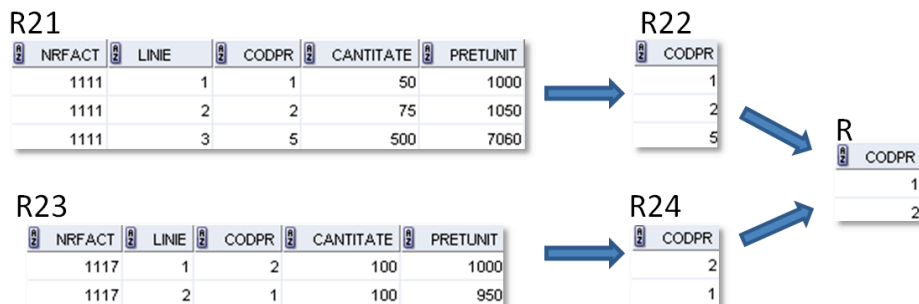 R21
NRFACT LINIE CODPR CANTITATE PRETUNIT
1111 1 1 50 1000
1111 2 2 75 1050
1111 3 5 500 7060
R22
CODPR
1
2
5
R23
NRFACT LINIE CODPR CANTITATE PRETUNIT
1117 1 2 100 1000
1117 2 1 100 950
R24
CODPR
2
1
R
CODPR
1
2